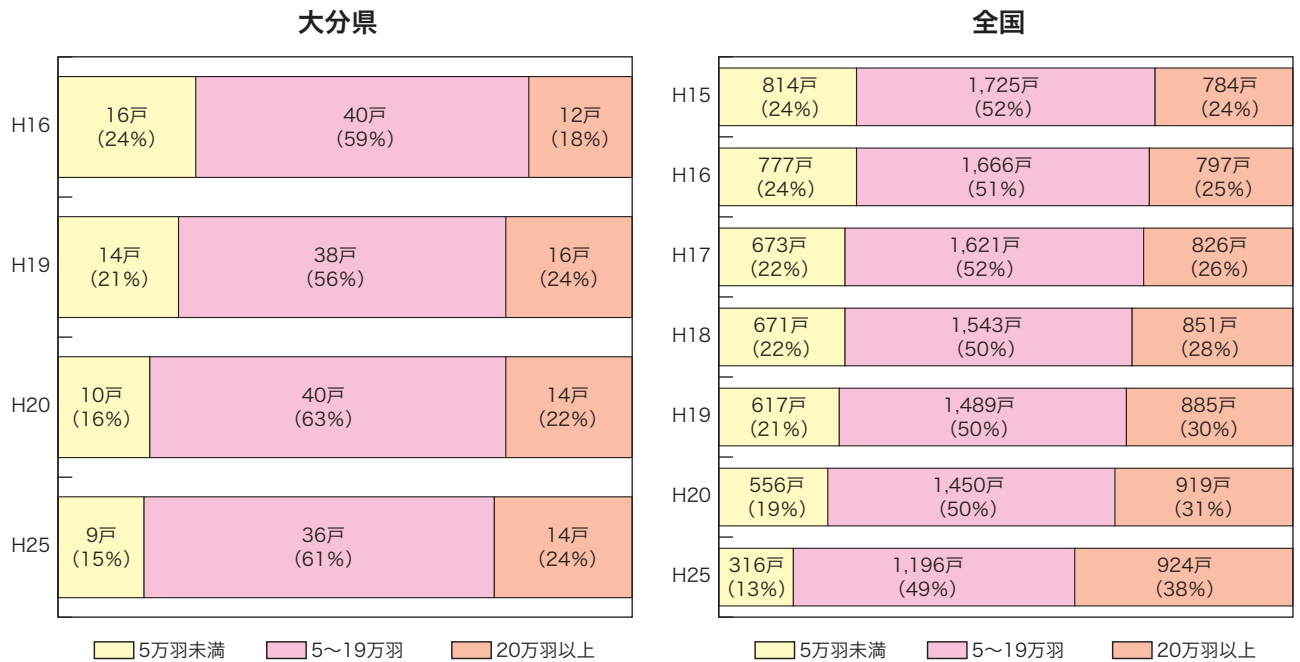 大分県
H16
16戸
(24%)
40戸
(59%)
12戸
(18%)
H19
14戸
(21%)
38戸
(56%)
16戸
(24%)
H20
10戸
(16%)
40戸
(63%)
14戸
(22%)
H25
9戸
(15%)
36戸
(61%)
14戸
(24%)
5万羽未満
5〜19万羽
20万羽以上
全国
H15
814戸
(24%)
1,725戸
(52%)
784戸
(24%)
H16
777戸
(24%)
1,666戸
(51%)
797戸
(25%)
H17
673戸
(22%)
1,621戸
(52%)
826戸
(26%)
H18
671戸
(22%)
1,543戸
(50%)
851戸
(28%)
H19
617戸
(21%)
1,489戸
(50%)
885戸
(30%)
H20
556戸
(19%)
1,450戸
(50%)
919戸
(31%)
H25
316戸
(13%)
1,196戸
(49%)
924戸
(38%)
5万羽未満
5〜19万羽
20万羽以上